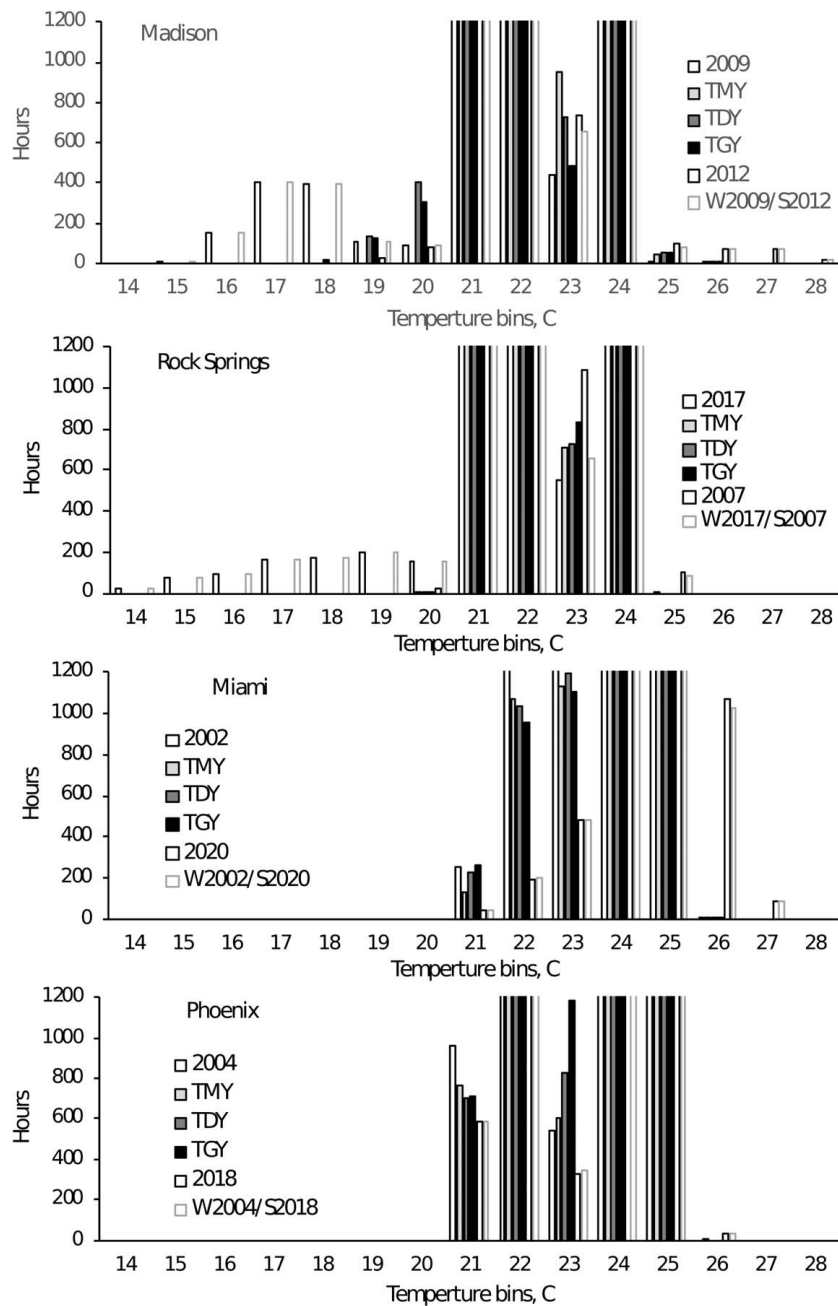 1200
Madison
1000
2009
800
TMY
Hours
600
TDY
TGY
400
2012
200
W2009/S2012
0
14 15 16 17 18 19 20 21 22 23 24 25 26 27 28
Temperture bins, C
1200
Rock Springs
1000
2017
800
TMY
Hours
600
TDY
TGY
400
2007
200
W2017/S2007
0
14 15 16 17 18 19 20 21 22 23 24 25 26 27 28
Temperture bins, C
1200
Miami
1000
2002
800
TMY
Hours
600
TDY
TGY
400
2020
200
W2002/S2020
0
14 15 16 17 18 19 20 21 22 23 24 25 26 27 28
Temperture bins, C
1200
Phoenix
1000
2004
800
TMY
Hours
600
TDY
TGY
400
2018
200
W2004/S2018
0
14 15 16 17 18 19 20 21 22 23 24 25 26 27 28
Temperture bins, C